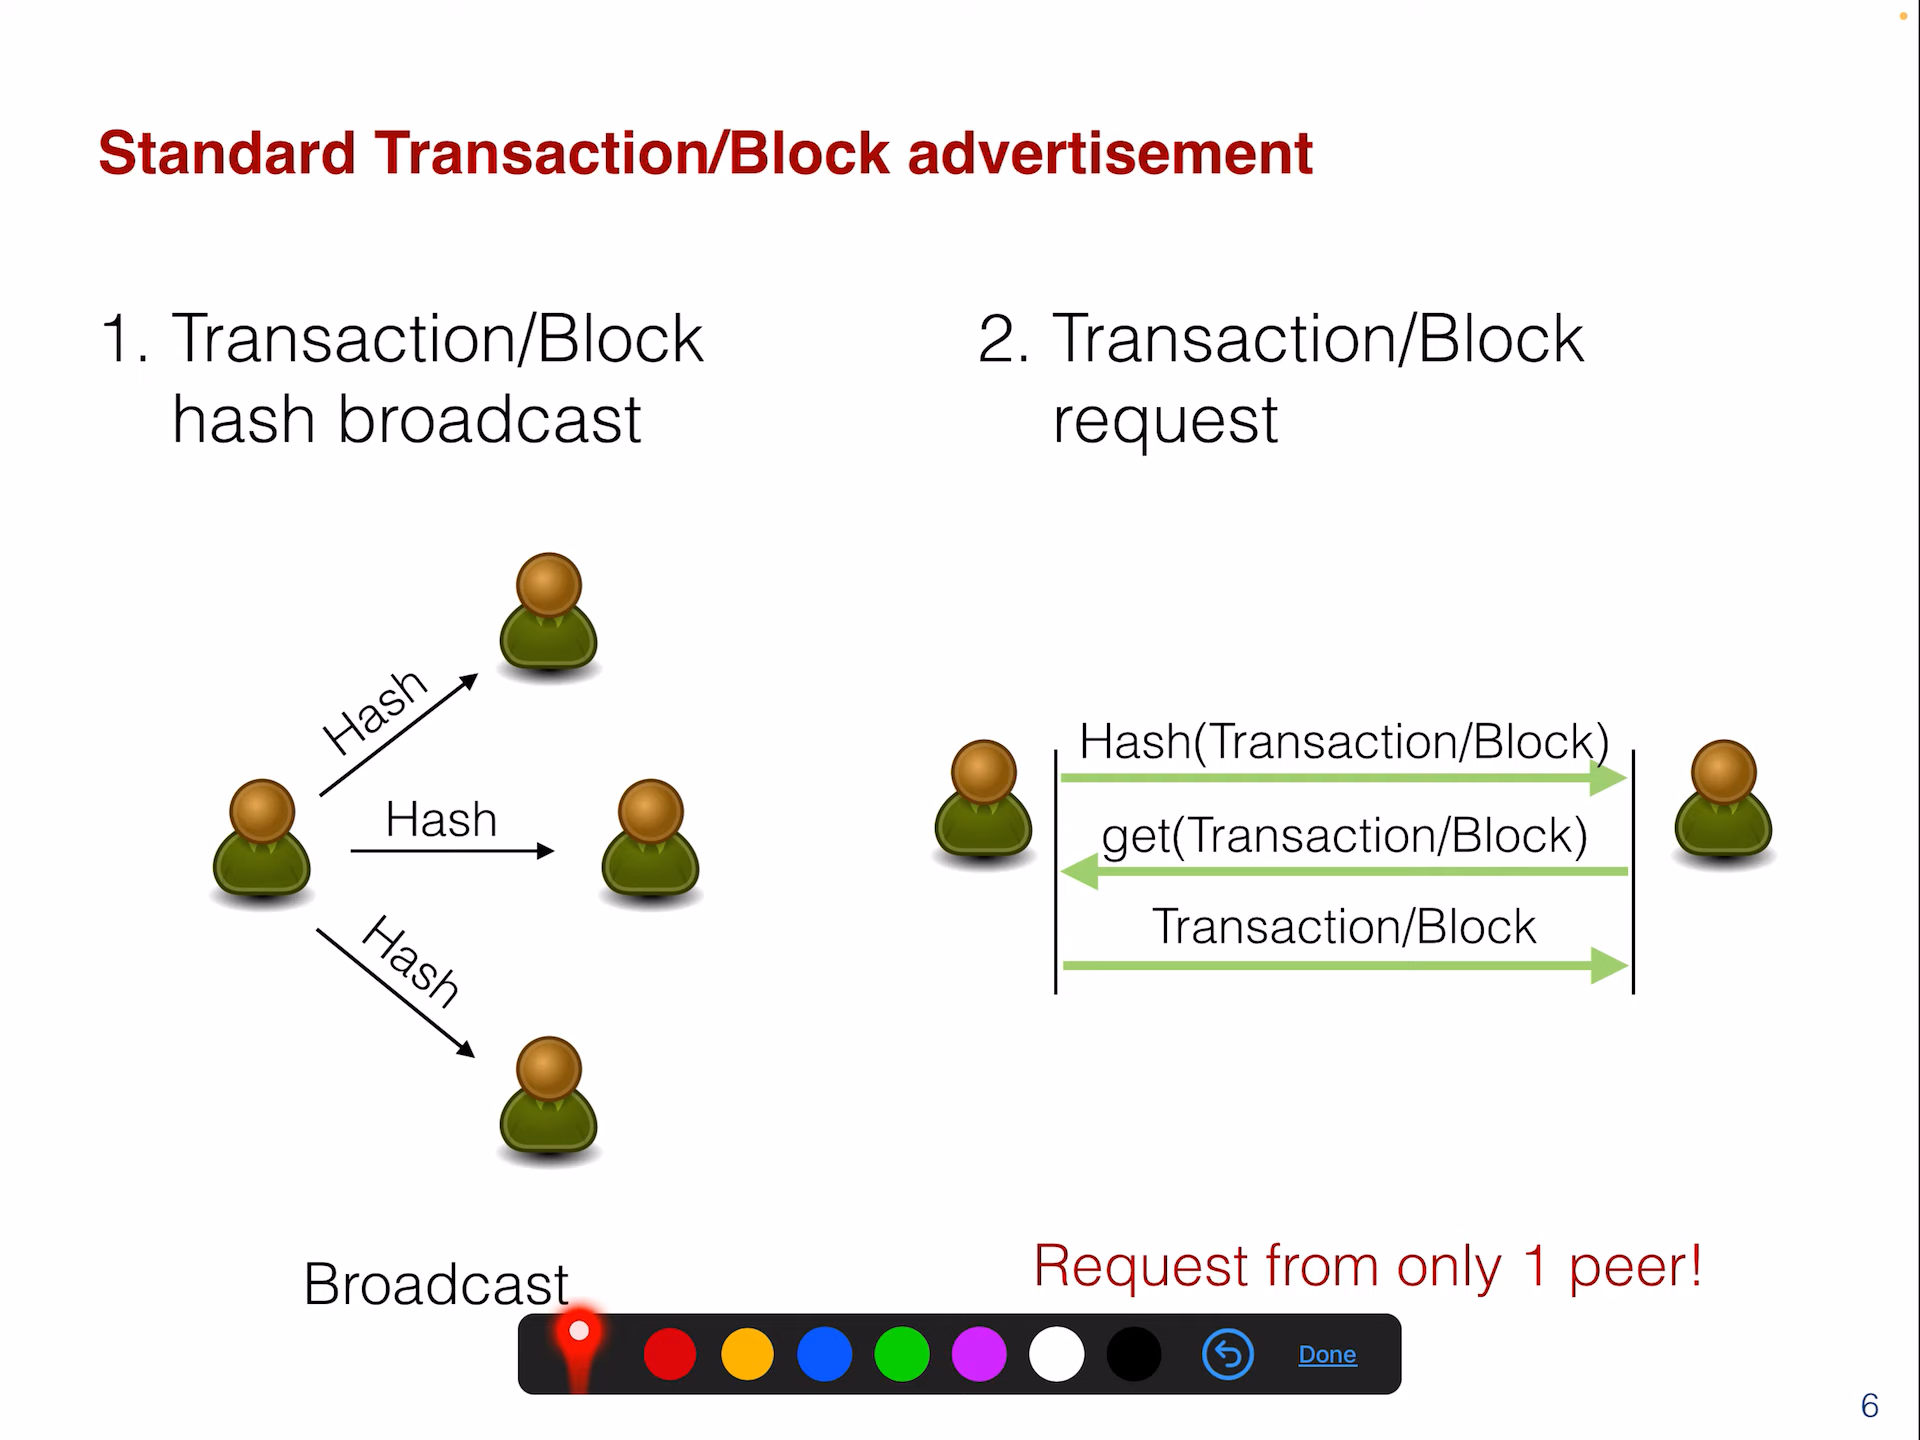 Standard Transaction/Block advertisement
1. Transaction/Block
hash broadcast
2. Transaction/Block
request
Hash
Hash
Hash
Broadcast
Hash(Transaction/Block)
get(Transaction/Block)
Transaction/Block
Request from only 1 peer!
Done
6